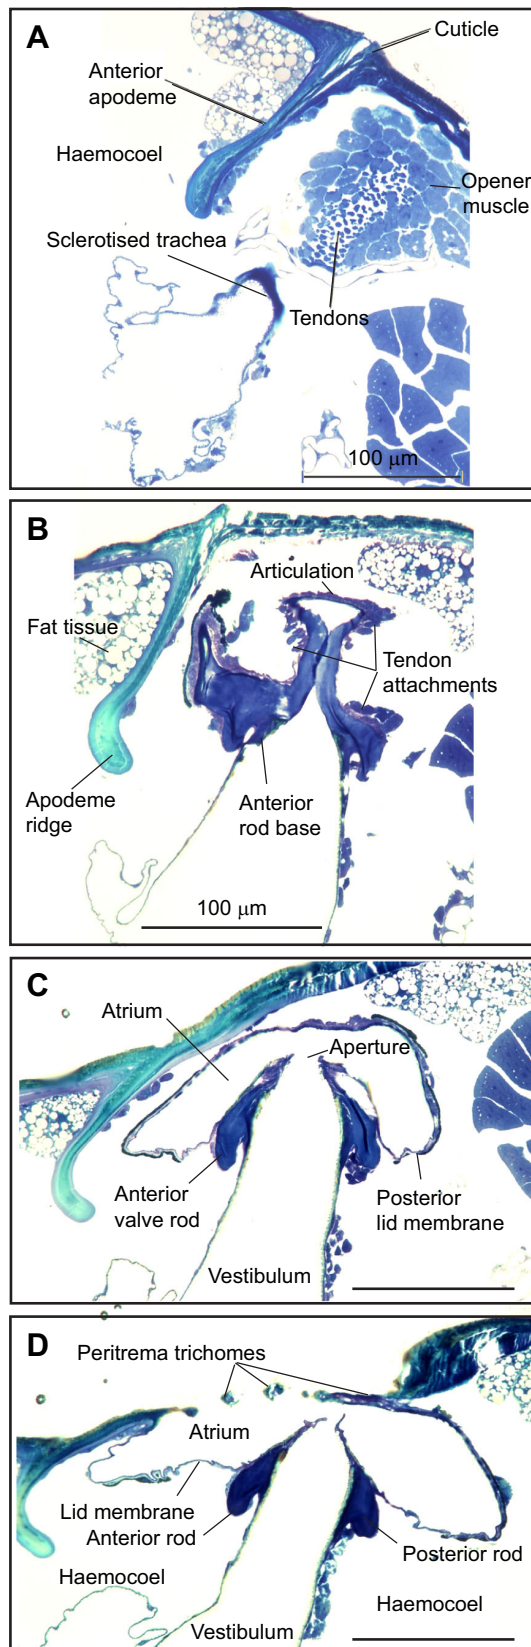 A
Cuticle
Anterior
apodeme
Haemocoel
Opener
muscle
Sclerotised trachea
Tendons
100 μm
B
Articulation
Fat tissue
Tendon
attachments
Apodeme
ridge
Anterior
rod base
100 μm
C
Atrium
Aperture
Anterior
valve rod
Posterior
lid membrane
Vestibulum
D
Peritrema trichomes
Atrium
Lid membrane
Anterior rod
Posterior rod
Haemocoel
Haemocoel
Vestibulum